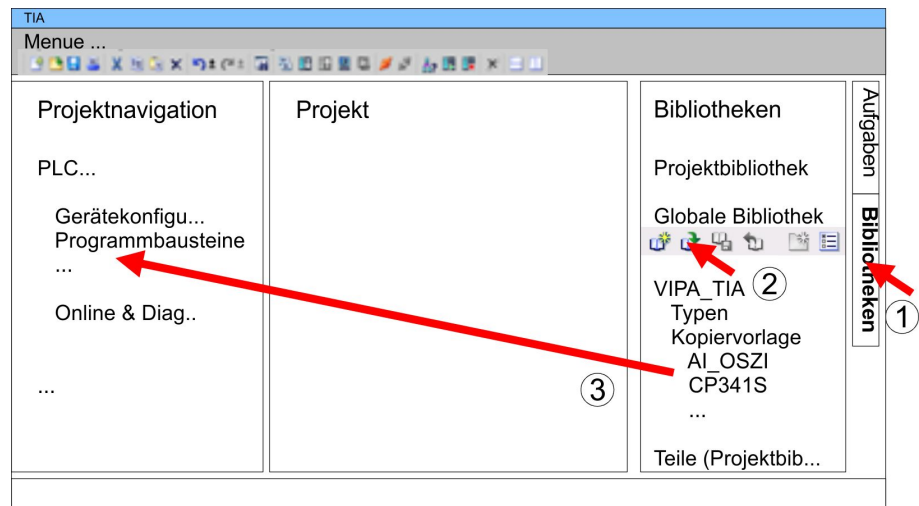 TIA
Menue ...
Projektnavigation
PLC...
Gerätekonfigu...
Programmbausteine
...
Online & Diag..
...
Projekt
③
Bibliotheken
Projektbibliothek
Globale Bibliothek
②
VIPA_TIA
Typen
Kopiervorlage
AI_OSZI
CP341S
...
Teile (Projektbib...
Aufgaben
Bibliotheken
①